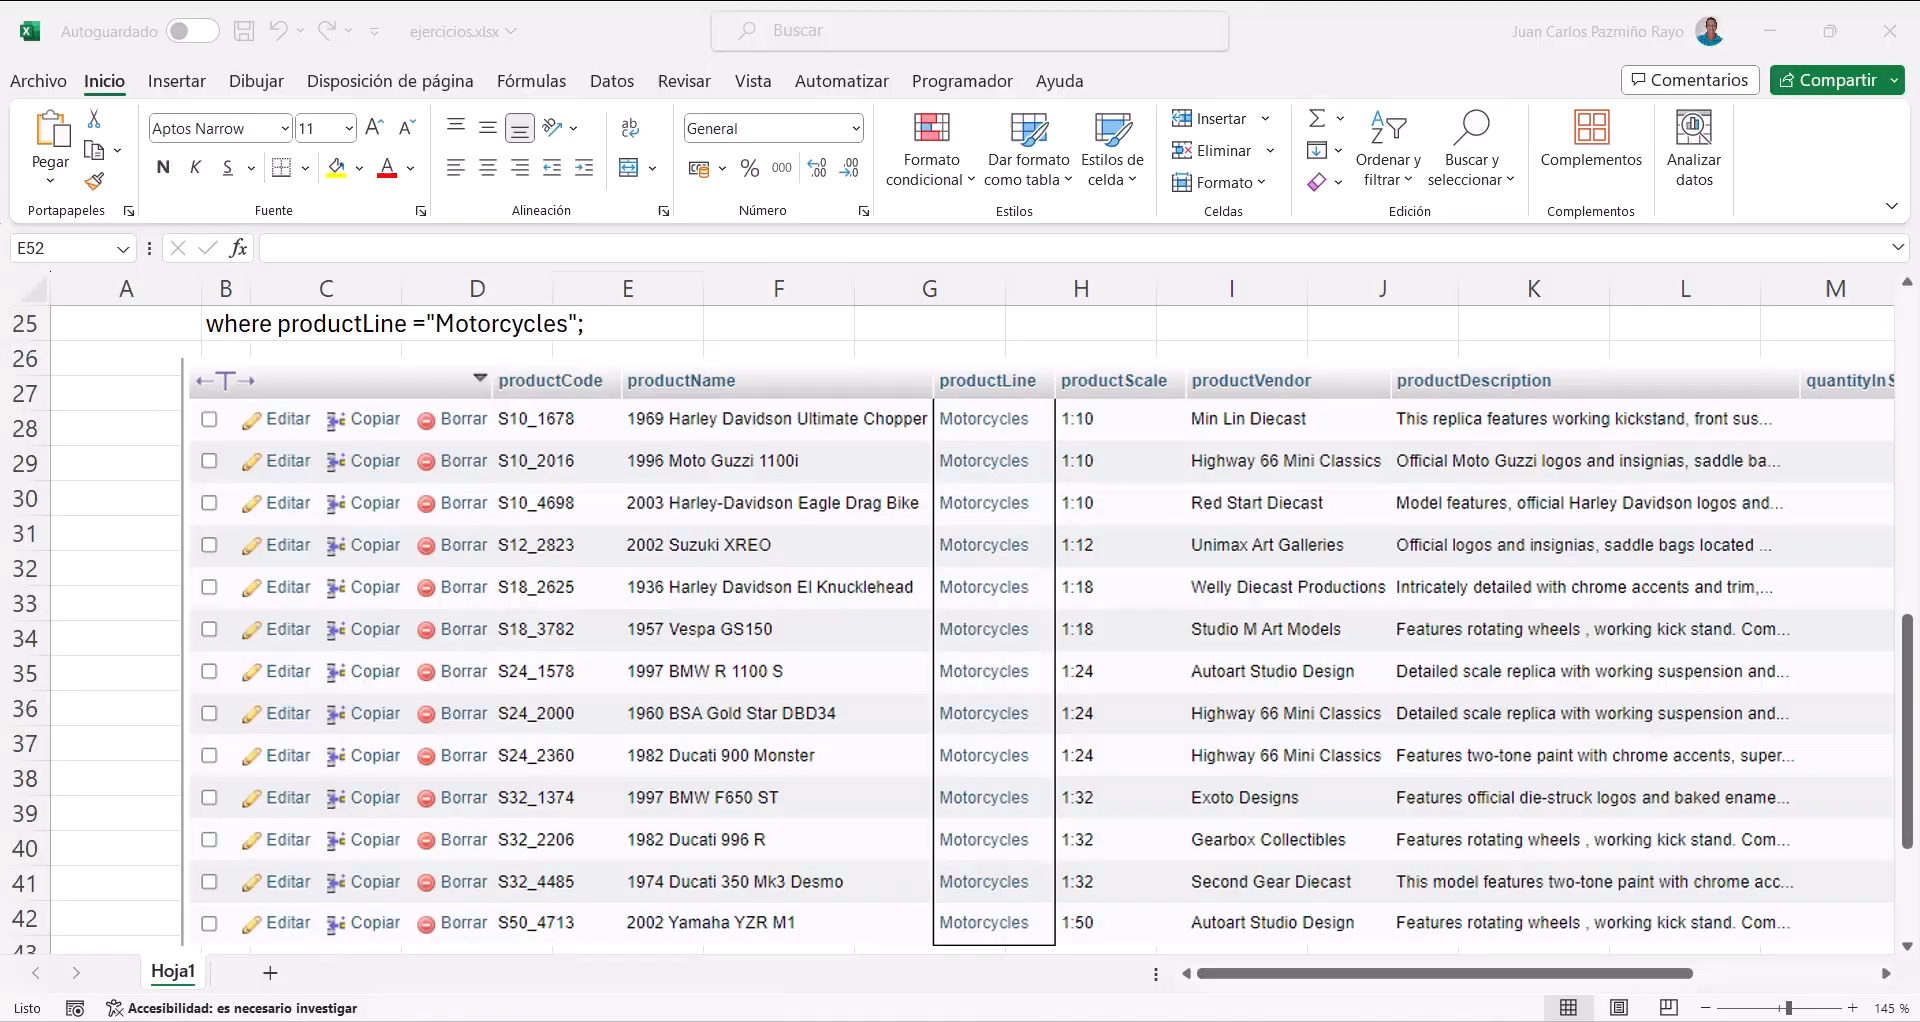 Autoguardado ejercicios.xlsx Buscar Juan Carlos Pazmiño Rayo
Archivo Inicio Insertar Dibujar Disposición de página Fórmulas Datos Revisar Vista Automatizar Programador Ayuda Comentarios Compartir
Pegar
Portapapeles
Aptos Narrow 11
N K S
Fuente
ab
Alineación
General
% 000
Número
Formato condicional
Dar formato como tabla
Estilos de celda
Estilos
Insertar
Eliminar
Formato
Celdas
Ordenar y filtrar
Buscar y seleccionar
Edición
Complementos
Complementos
Analizar datos
E52 fx
A B C D E F G H I J K L M
25 where productLine ="Motorcycles";
26
27 productCode productName productLine productScale productVendor productDescription quantityInS
28 Editar Copiar Borrar S10_1678 1969 Harley Davidson Ultimate Chopper Motorcycles 1:10 Min Lin Diecast This replica features working kickstand, front sus...
29 Editar Copiar Borrar S10_2016 1996 Moto Guzzi 1100i Motorcycles 1:10 Highway 66 Mini Classics Official Moto Guzzi logos and insignias, saddle ba...
30 Editar Copiar Borrar S10_4698 2003 Harley-Davidson Eagle Drag Bike Motorcycles 1:10 Red Start Diecast Model features, official Harley Davidson logos and...
31 Editar Copiar Borrar S12_2823 2002 Suzuki XREO Motorcycles 1:12 Unimax Art Galleries Official logos and insignias, saddle bags located ...
32 Editar Copiar Borrar S18_2625 1936 Harley Davidson El Knucklehead Motorcycles 1:18 Welly Diecast Productions Intricately detailed with chrome accents and trim,...
33 Editar Copiar Borrar S18_3782 1957 Vespa GS150 Motorcycles 1:18 Studio M Art Models Features rotating wheels , working kick stand. Com...
34
35 Editar Copiar Borrar S24_1578 1997 BMW R 1100 S Motorcycles 1:24 Autoart Studio Design Detailed scale replica with working suspension and...
36 Editar Copiar Borrar S24_2000 1960 BSA Gold Star DBD34 Motorcycles 1:24 Highway 66 Mini Classics Detailed scale replica with working suspension and...
37 Editar Copiar Borrar S24_2360 1982 Ducati 900 Monster Motorcycles 1:24 Highway 66 Mini Classics Features two-tone paint with chrome accents, super...
38
39 Editar Copiar Borrar S32_1374 1997 BMW F650 ST Motorcycles 1:32 Exoto Designs Features official die-struck logos and baked ename...
40 Editar Copiar Borrar S32_2206 1982 Ducati 996 R Motorcycles 1:32 Gearbox Collectibles Features rotating wheels , working kick stand. Com...
41 Editar Copiar Borrar S32_4485 1974 Ducati 350 Mk3 Desmo Motorcycles 1:32 Second Gear Diecast This model features two-tone paint with chrome acc...
42 Editar Copiar Borrar S50_4713 2002 Yamaha YZR M1 Motorcycles 1:50 Autoart Studio Design Features rotating wheels , working kick stand. Com...
43
Hoja1
Listo Accesibilidad: es necesario investigar 145 %